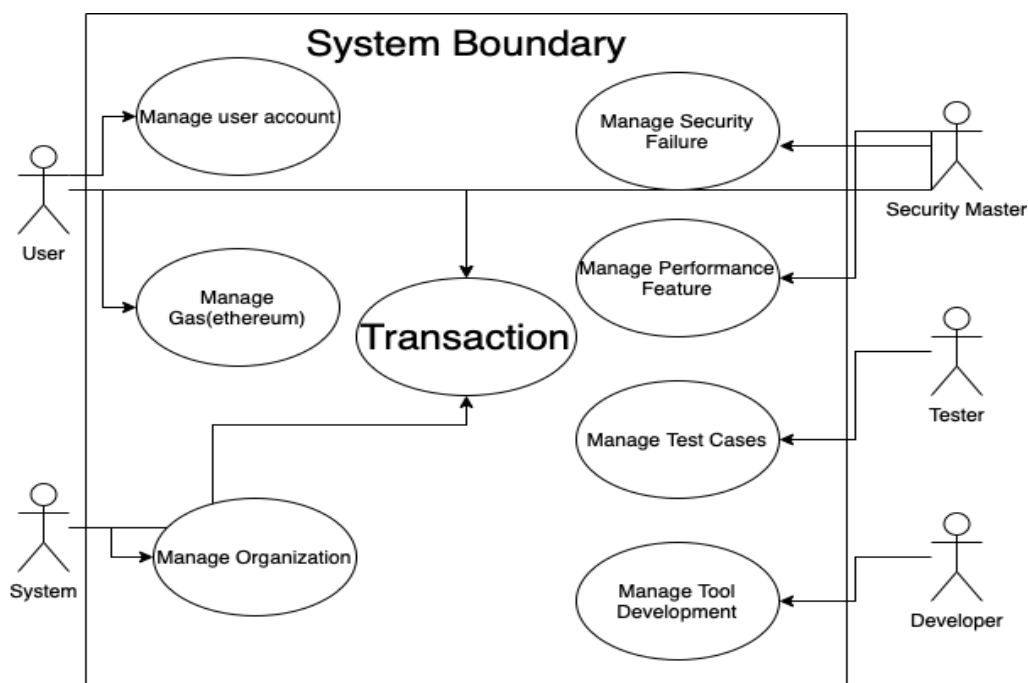 System Boundary
Manage user account
Manage Security
Failure
User
Security Master
Manage
Gas(ethereum)
Manage Performance
Feature
Transaction
Tester
Manage Test Cases
System
Manage Organization
Manage Tool
Development
Developer